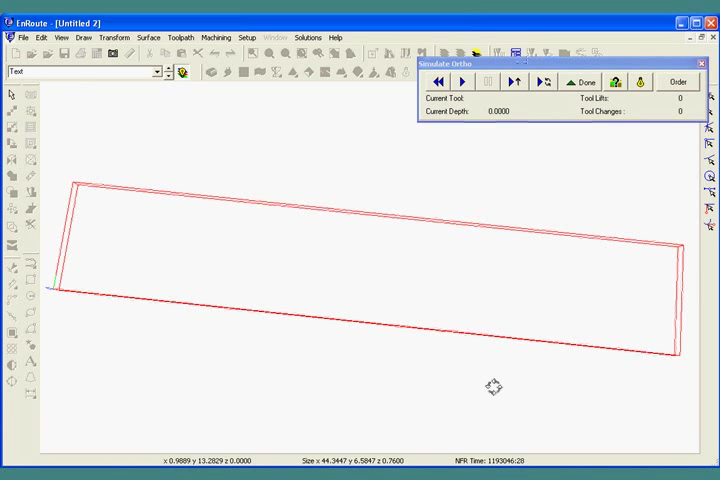 EnRoute - [Untitled 2]
File Edit View Draw Transform Surface Toolpath Machining Setup Window Solutions Help
Simulate Ortho
Text
Done
Order
Current Tool:
Tool Lifts: 0
Current Depth: 0.0000
Tool Changes : 0
x 0.9889 y 13.2829 z 0.0000
Size x 44.3447 y 6.5847 z 0.7600
NFR Time: 1193046:28